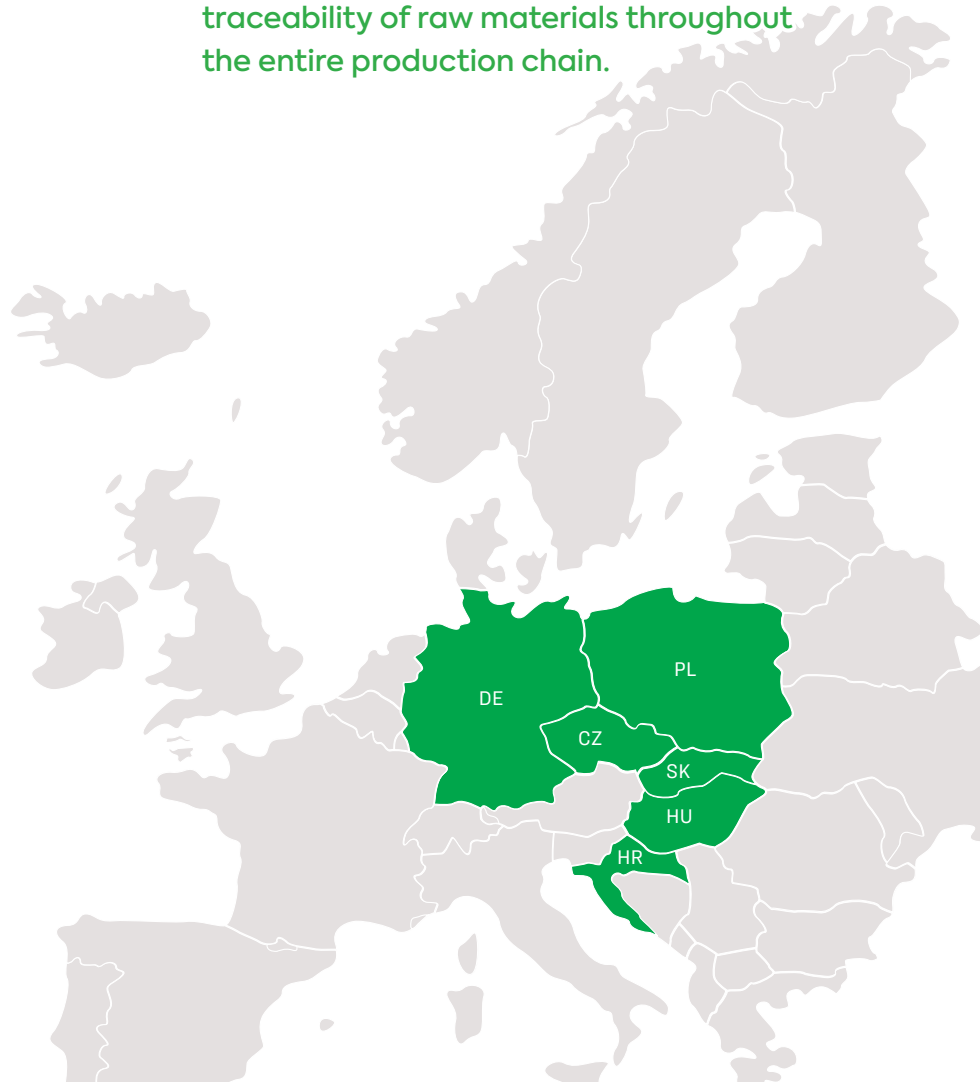 traceability of raw materials throughout
the entire production chain.
PL
DE
CZ
SK
HU
HR